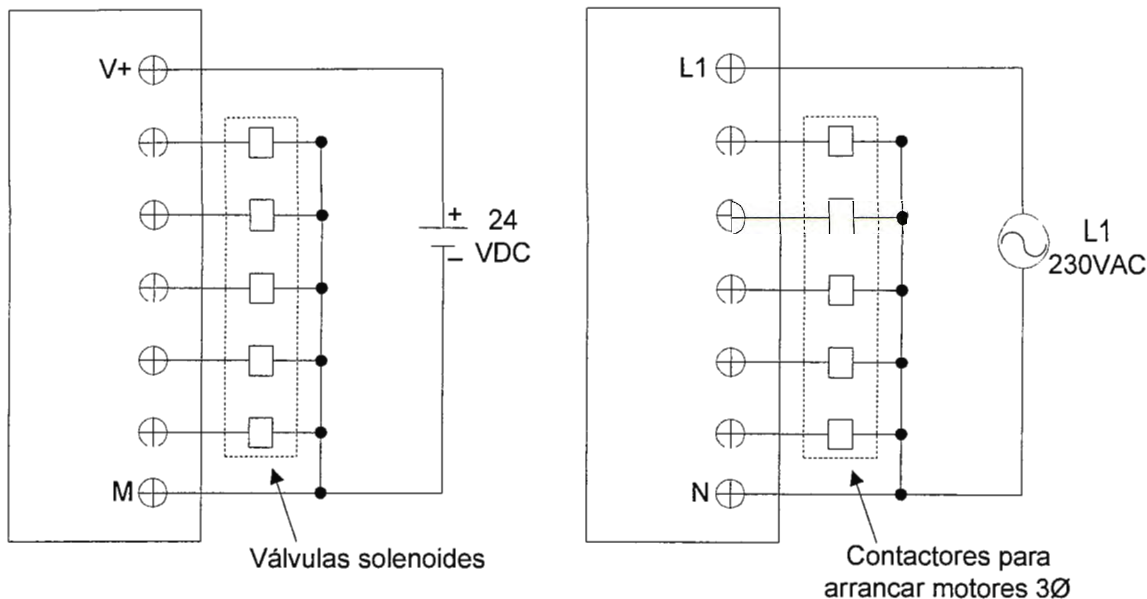 V+
+
24
VDC
–
M
Válvulas solenoides
L1
L1
230VAC
N
Contactores para
arrancar motores 3Ø